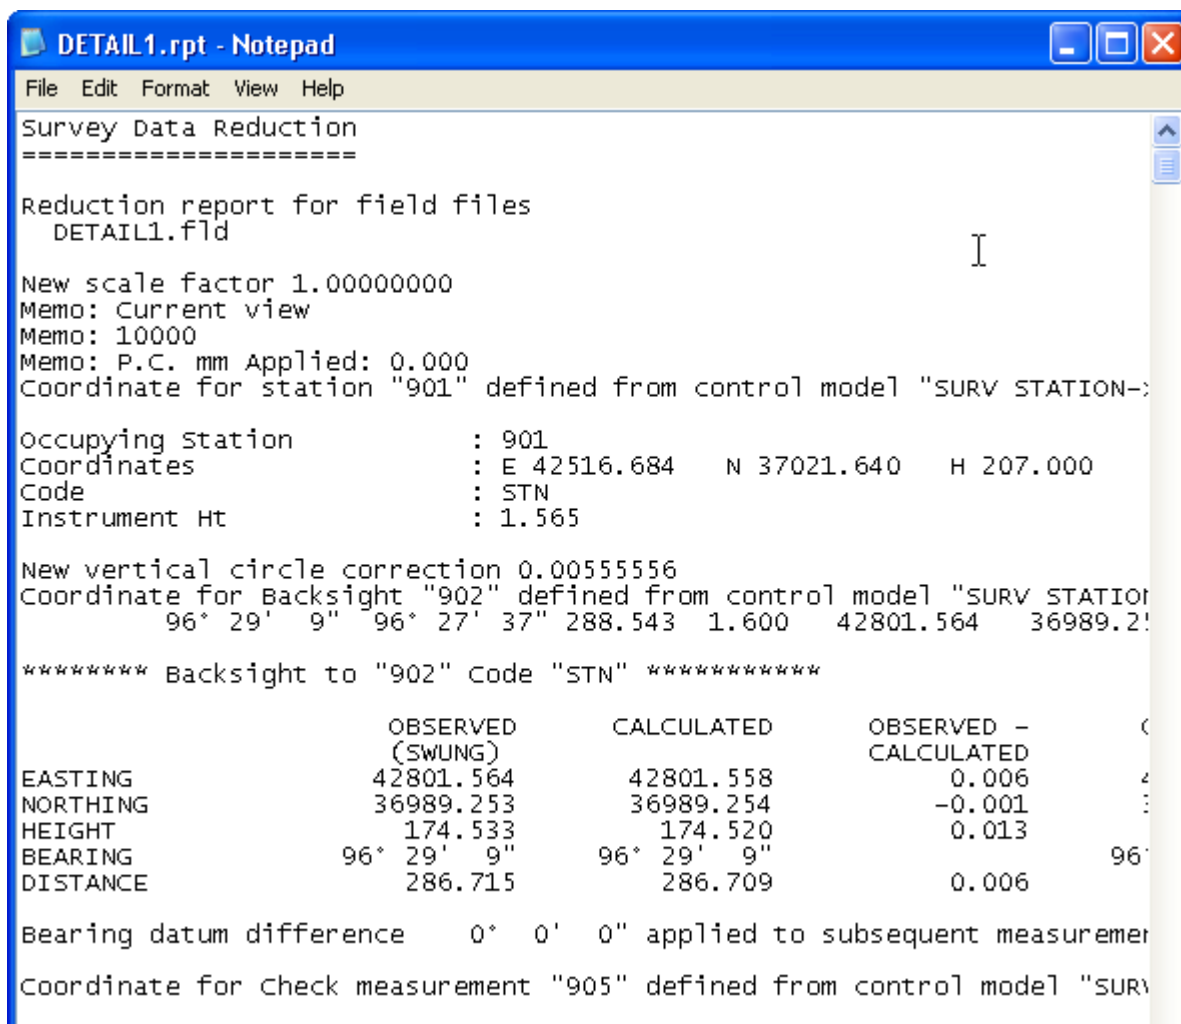 DETAIL1.rpt - Notepad
File Edit Format View Help
Survey Data Reduction
=====================
Reduction report for field files
DETAIL1.fld
New scale factor 1.00000000
Memo: Current view
Memo: 10000
Memo: P.C. mm Applied: 0.000
Coordinate for station "901" defined from control model "SURV STATION-
Occupying Station : 901
Coordinates : E 42516.684 N 37021.640 H 207.000
Code : STN
Instrument Ht : 1.565
New vertical circle correction 0.00555556
Coordinate for Backsight "902" defined from control model "SURV STATION
96° 29' 9" 96° 27' 37" 288.543 1.600 42801.564 36989.2
******** Backsight to "902" Code "STN" ***********
OBSERVED CALCULATED OBSERVED -
(SWUNG) CALCULATED
EASTING 42801.564 42801.558 0.006
NORTHING 36989.253 36989.254 -0.001
HEIGHT 174.533 174.520 0.013
BEARING 96° 29' 9" 96° 29' 9" 96°
DISTANCE 286.715 286.709 0.006
Bearing datum difference 0° 0' 0" applied to subsequent
Coordinate for Check measurement "905" defined from control model "SURV